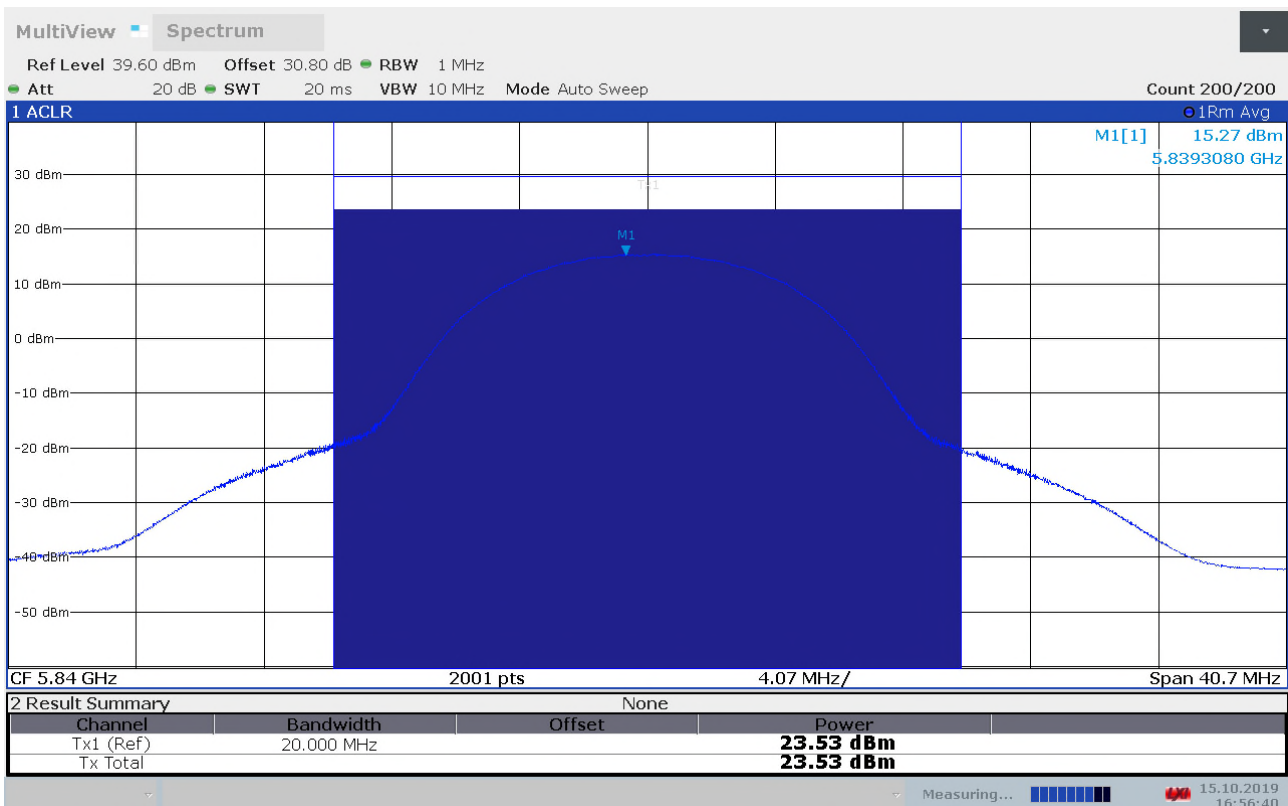 MultiView Spectrum
Ref Level 39.60 dBm Offset 30.80 dB RBW 1 MHz
Att 20 dB SWT 20 ms VBW 10 MHz Mode Auto Sweep Count 200/200
1 ACLR 1Rm Avg
M1[1] 15.27 dBm
5.8393080 GHz
30 dBm
Tx1
20 dBm
M1
10 dBm
0 dBm
-10 dBm
-20 dBm
-30 dBm
-40 dBm
-50 dBm
CF 5.84 GHz 2001 pts 4.07 MHz/ Span 40.7 MHz
2 Result Summary None
Channel Bandwidth Offset Power
Tx1 (Ref) 20.000 MHz 23.53 dBm
Tx Total 23.53 dBm
Measuring... 15.10.2019
16:56:40